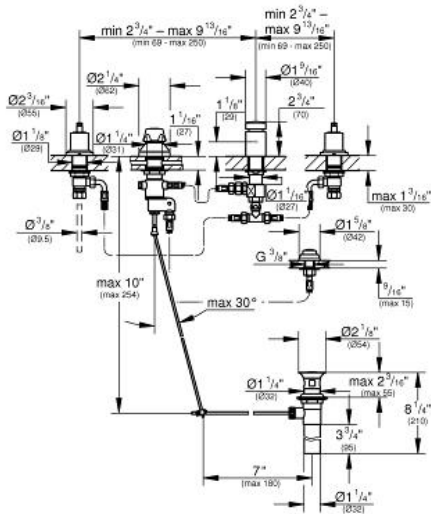 min 2 3/4" – max 9 13/16"
(min 69 - max 250)
min 2 3/4" –
max 9 13/16"
(min 69 - max 250)
Ø2 1/4"
(Ø62)
Ø1 9/16"
(Ø40)
Ø2 3/16"
(Ø55)
1 1/16"
(27)
1 1/8"
(29)
2 3/4"
(70)
Ø1 1/8"
(Ø29)
Ø1 1/4"
(Ø31)
Ø1 1/16"
(Ø27)
max 1 3/16"
(max 30)
Ø 3/8"
(Ø9.5)
Ø1 5/8"
(Ø42)
G 3/8"
9/16"
(max 15)
max 10"
(max 254)
max 30°
Ø2 1/8"
(Ø54)
Ø1 1/4"
(Ø32)
max 2 3/16"
(max 55)
8 1/4"
(210)
3 3/4"
(95)
7"
(max 180)
Ø1 1/4"
(Ø32)